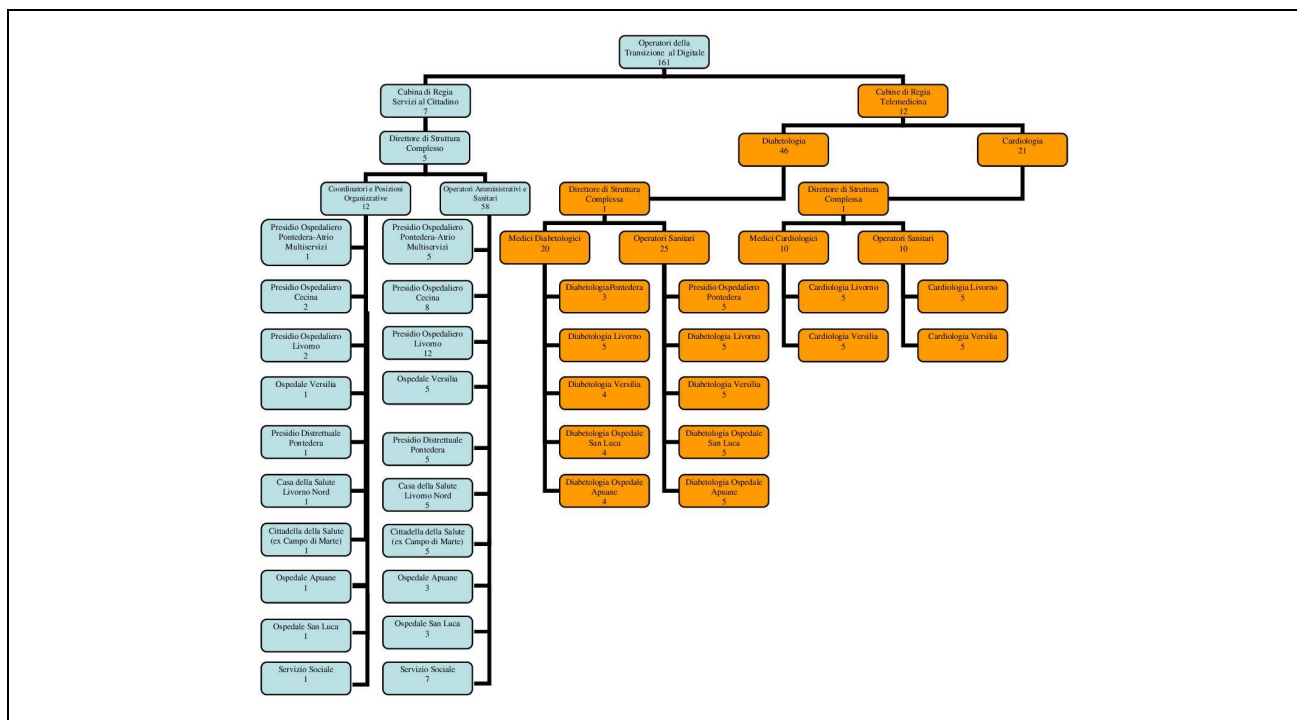 Operatori della
Transizione al Digitale
161
Cabina di Regia
Servizi al Cittadino
7
Cabine di Regia
Telemedicina
12
Direttore di Struttura
Complesso
5
Diabetologia
46
Cardiologia
21
Coordinatori e Posizioni
Organizzative
12
Operatori Amministrativi e
Sanitari
58
Direttore di Struttura
Complessa
1
Direttore di Struttura
Complessa
1
Presidio Ospedaliero
Pontedera-Atrio
Multiservizi
1
Presidio Ospedaliero
Cecina
2
Presidio Ospedaliero
Livorno
2
Ospedale Versilia
1
Presidio Distrettuale
Pontedera
1
Casa della Salute
Livorno Nord
1
Cittadella della Salute
(ex Campo di Marte)
1
Ospedale Apuane
1
Ospedale San Luca
1
Servizio Sociale
1
Presidio Ospedaliero
Pontedera-Atrio
Multiservizi
5
Presidio Ospedaliero
Cecina
8
Presidio Ospedaliero
Livorno
12
Ospedale Versilia
5
Presidio Distrettuale
Pontedera
5
Casa della Salute
Livorno Nord
5
Cittadella della Salute
(ex Campo di Marte)
5
Ospedale Apuane
3
Ospedale San Luca
3
Servizio Sociale
7
Medici Diabetologici
20
Diabetologia Pontedera
3
Diabetologia Livorno
5
Diabetologia Versilia
4
Diabetologia Ospedale
San Luca
4
Diabetologia Ospedale
Apuane
4
Operatori Sanitari
25
Presidio Ospedaliero
Pontedera
5
Diabetologia Livorno
5
Diabetologia Versilia
5
Diabetologia Ospedale
San Luca
5
Diabetologia Ospedale
Apuane
5
Medici Cardiologici
10
Cardiologia Livorno
5
Cardiologia Versilia
5
Operatori Sanitari
10
Cardiologia Livorno
5
Cardiologia Versilia
5